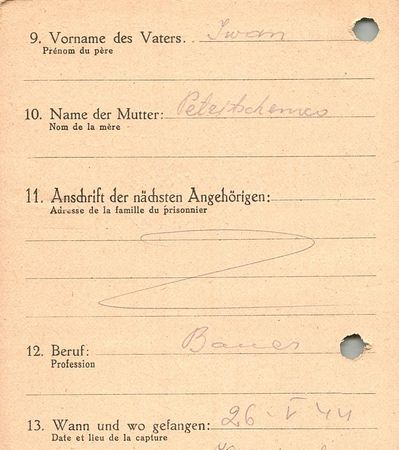 9. Vorname des Vaters.. Iwan
Prénom du père
10. Name der Mutter:
Nom de la mère
11. Anschrift der nächsten Angehörigen:
Adresse de la famille du prisonnier
12. Beruf: Bauer
Profession
13. Wann und wo gefangen: 26-V 44
Date et lieu de la capture